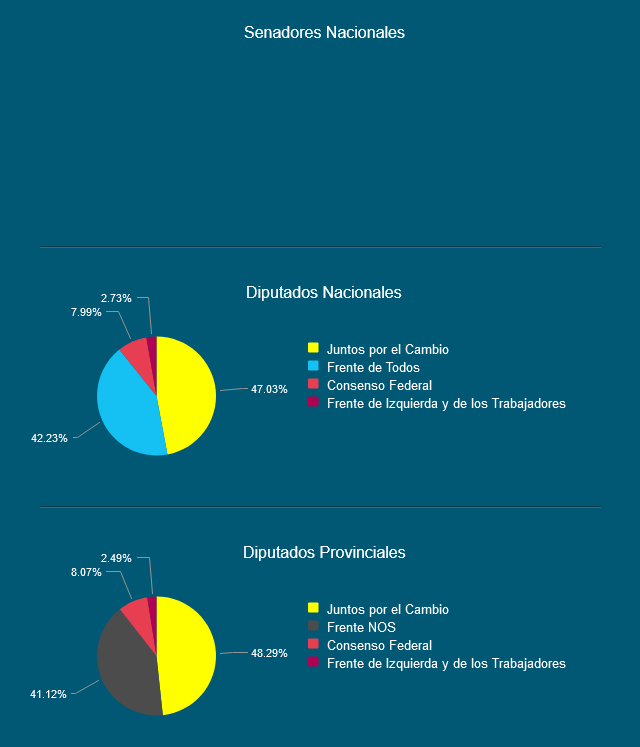 Senadores Nacionales
Diputados Nacionales
2.73%
7.99%
47.03%
42.23%
Juntos por el Cambio
Frente de Todos
Consenso Federal
Frente de Izquierda y de los Trabajadores
Diputados Provinciales
2.49%
8.07%
48.29%
41.12%
Juntos por el Cambio
Frente NOS
Consenso Federal
Frente de Izquierda y de los Trabajadores